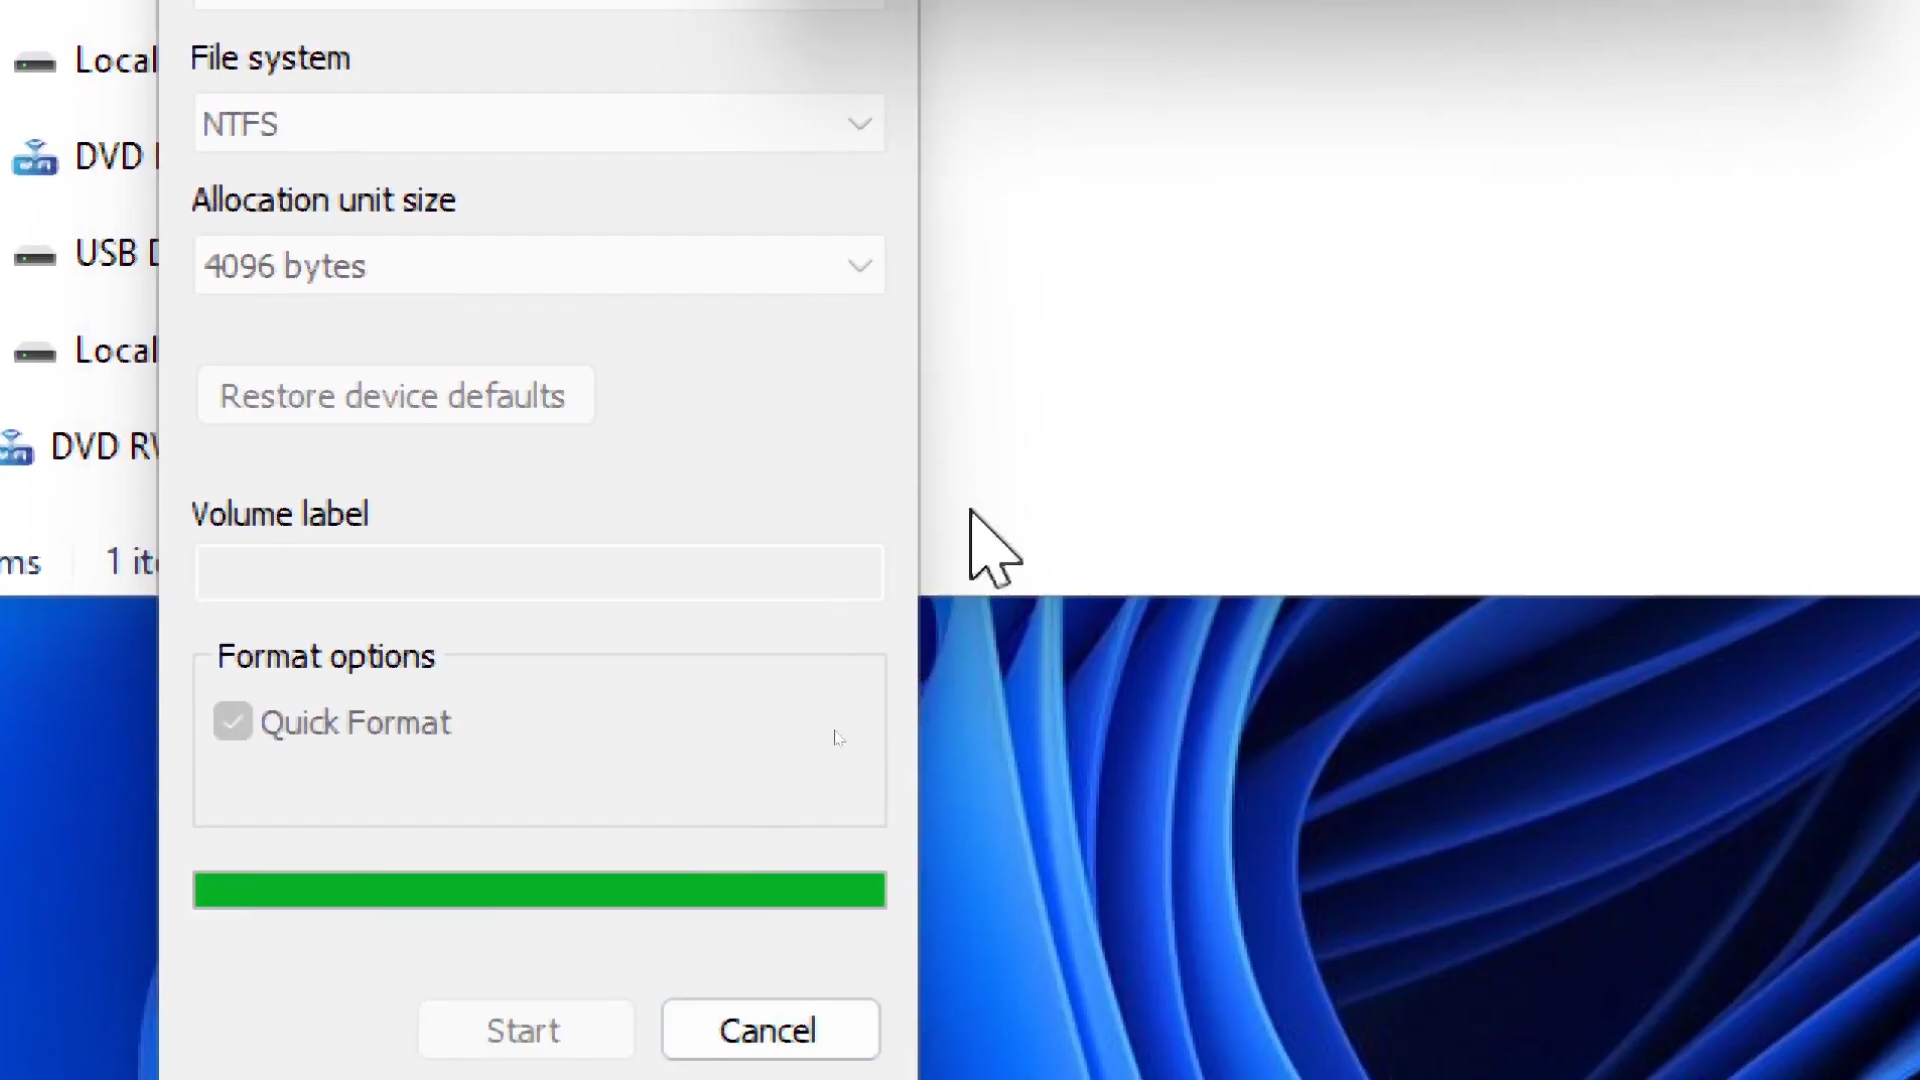 Local
DVD
USB
Local
DVD
ms 1
File system
NTFS
Allocation unit size
4096 bytes
Restore device defaults
Volume label
Format options
Quick Format
Start
Cancel